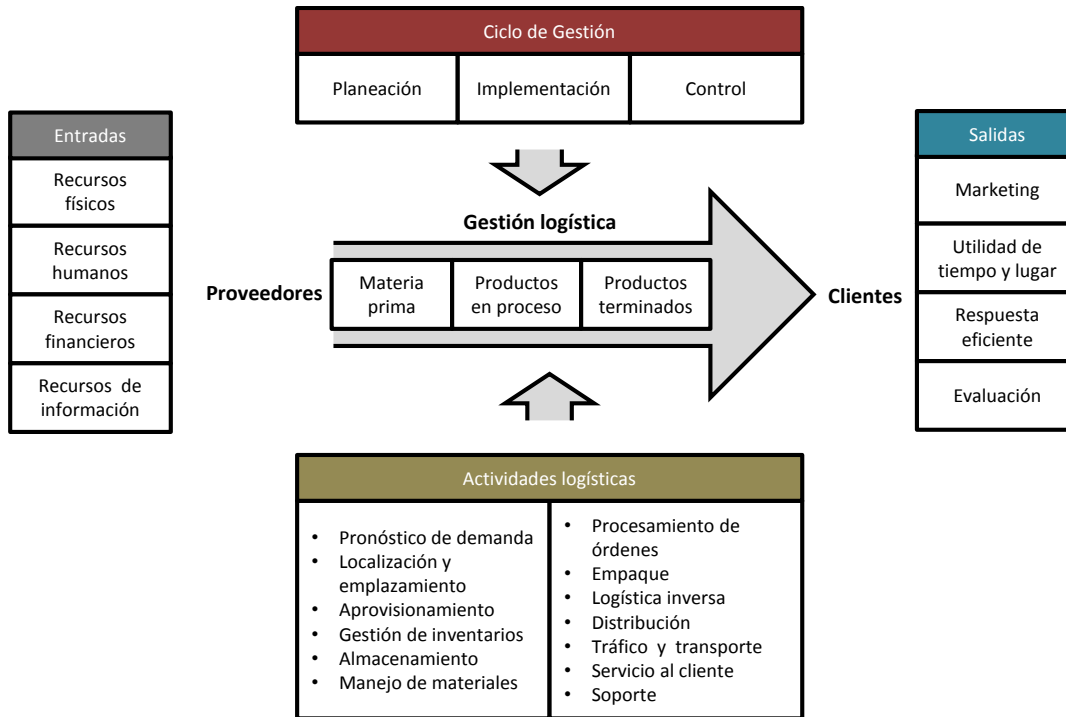 Ciclo de Gestión
Planeación
Implementación
Control
Entradas
Recursos
físicos
Recursos
humanos
Recursos
financieros
Recursos de
información
Gestión logística
Proveedores
Materia
prima
Productos
en proceso
Productos
terminados
Clientes
Salidas
Marketing
Utilidad de
tiempo y lugar
Respuesta
eficiente
Evaluación
Actividades logísticas
• Pronóstico de demanda
• Localización y
emplazamiento
• Aprovisionamiento
• Gestión de inventarios
• Almacenamiento
• Manejo de materiales
• Procesamiento de
órdenes
• Empaque
• Logística inversa
• Distribución
• Tráfico y transporte
• Servicio al cliente
• Soporte